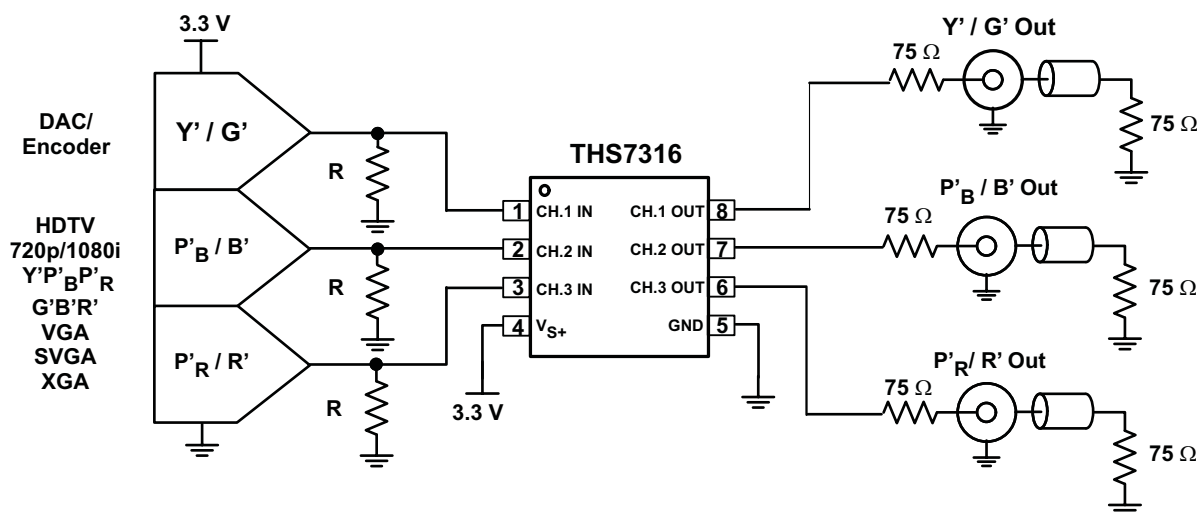 3.3 V
DAC/
Encoder
HDTV
720p/1080i
Y'P'BP'R
G'B'R'
VGA
SVGA
XGA
Y' / G'
P'B / B'
P'R / R'
R
R
R
3.3 V
THS7316
1 CH.1 IN
2 CH.2 IN
3 CH.3 IN
4 VS+
CH.1 OUT 8
CH.2 OUT 7
CH.3 OUT 6
GND 5
Y' / G' Out
75 Ω
75 Ω
P'B / B' Out
75 Ω
75 Ω
P'R/ R' Out
75 Ω
75 Ω